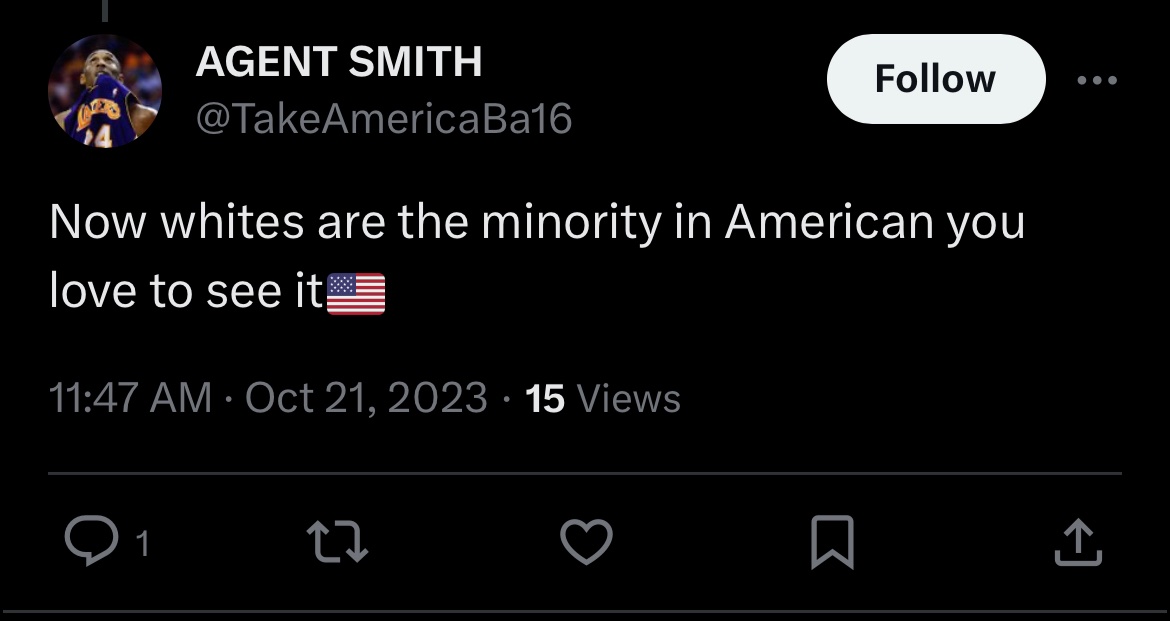 AGENT SMITH
Follow
@TakeAmericaBa16
Now whites are the minority in American you
love to see it🇺🇸
11:47 AM · Oct 21, 2023 · 15 Views
1